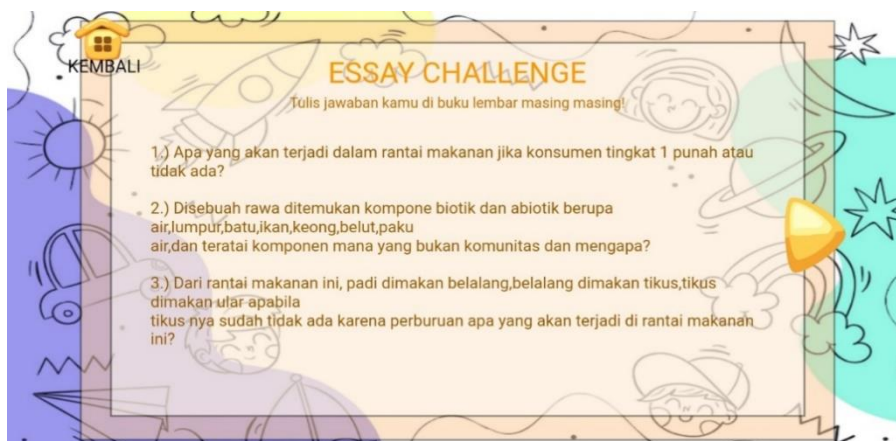 KEMBALI
ESSAY CHALLENGE
Tulis jawaban kamu di buku lembar masing masing!
1.) Apa yang akan terjadi dalam rantai makanan jika konsumen tingkat 1 punah atau
tidak ada?
2.) Disebuah rawa ditemukan kompone biotik dan abiotik berupa
air,lumpur,batu,ikan,keong,belut,paku
air,dan teratai komponen mana yang bukan komunitas dan mengapa?
3.) Dari rantai makanan ini, padi dimakan belalang,belalang dimakan tikus,tikus
dimakan ular apabila
tikus nya sudah tidak ada karena perburuan apa yang akan terjadi di rantai makanan
ini?